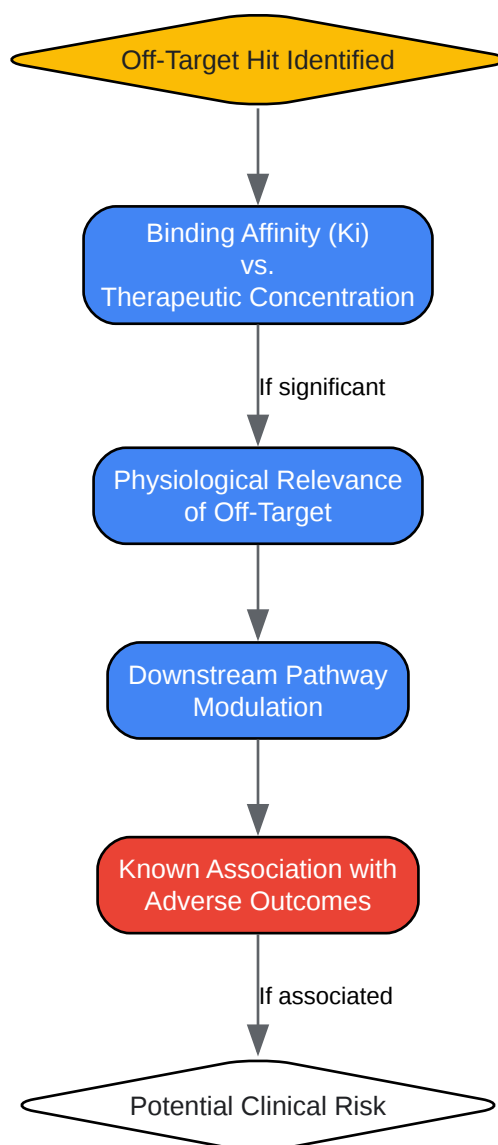 Off-Target Hit Identified
Binding Affinity (Ki)
vs.
Therapeutic Concentration
If significant
Physiological Relevance
of Off-Target
Downstream Pathway
Modulation
Known Association with
Adverse Outcomes
If associated
Potential Clinical Risk